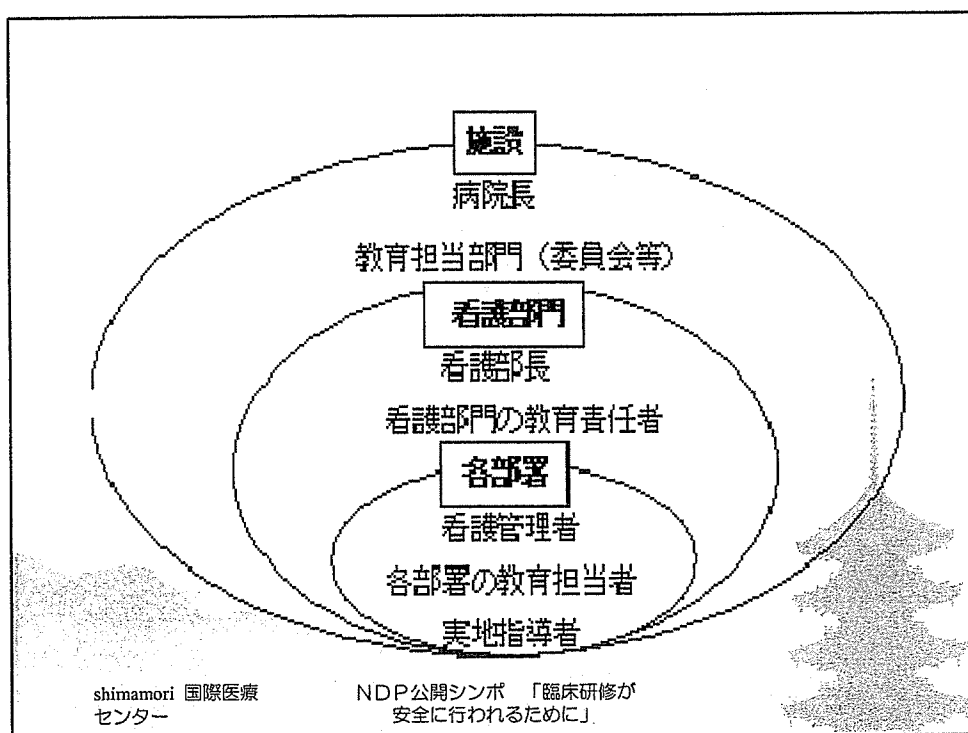 施設
病院長
教育担当部門（委員会等）
看護部門
看護部長
看護部門の教育責任者
各部署
看護管理者
各部署の教育担当者
実地指導者
shimamori 国際医療
センター
NDP公開シンポ 「臨床研修が
安全に行われるために」